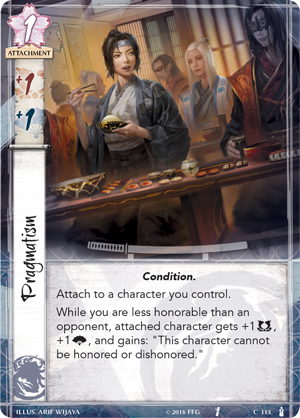 1
ATTACHMENT
+1
+1
Pragmatism
Condition.
Attach to a character you control.
While you are less honorable than an
opponent, attached character gets +1,
+1, and gains: "This character cannot
be honored or dishonored."
ILLUS. ARIF WIJAYA
© 2018 FFG
C 113